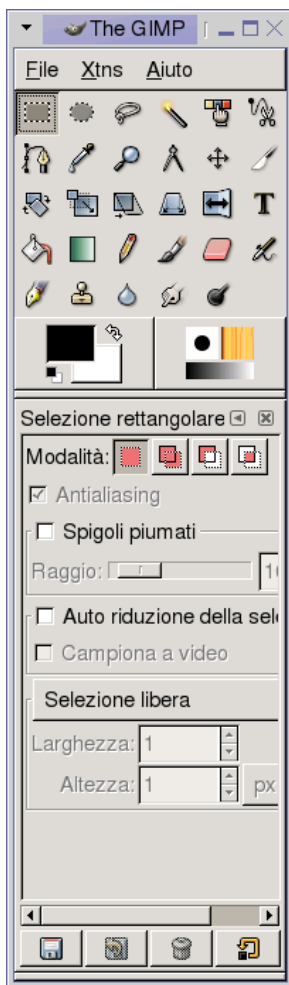 The GIMP
File Xtns Aiuto
T
Selezione rettangolare
Modalità:
Antialiasing
Spigoli piumati
Raggio:
Auto riduzione della sele
Campiona a video
Selezione libera
Larghezza: 1
Altezza: 1 px